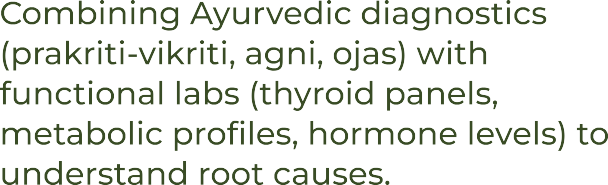 Combining Ayurvedic diagnostics
(prakriti-vikriti, agni, ojas) with
functional labs (thyroid panels,
metabolic profiles, hormone levels) to
understand root causes.